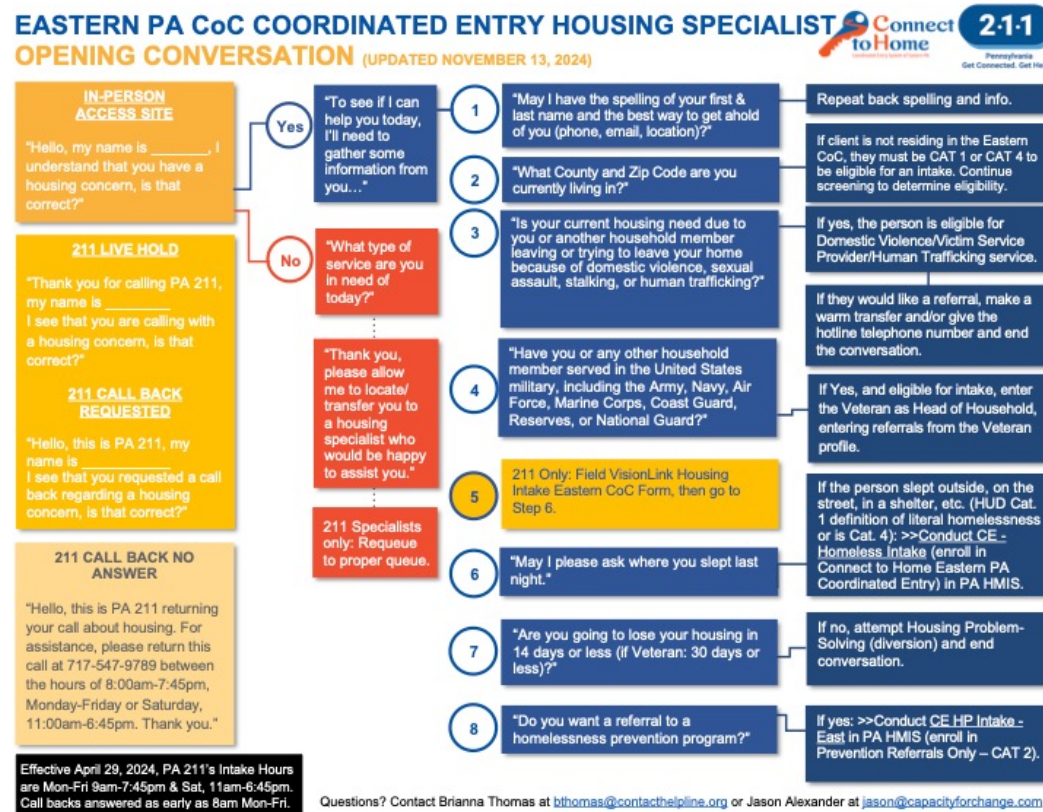 EASTERN PA CoC COORDINATED ENTRY HOUSING SPECIALIST
OPENING CONVERSATION (UPDATED NOVEMBER 13, 2024)
Connect
to Home
Coordinated Entry System of Eastern PA
2-1-1
Pennsylvania
Get Connected. Get He
IN-PERSON
ACCESS SITE
"Hello, my name is _______, I
understand that you have a
housing concern, is that
correct?"
211 LIVE HOLD
"Thank you for calling PA 211,
my name is ________
I see that you are calling with
a housing concern, is that
correct?"
211 CALL BACK
REQUESTED
"Hello, this is PA 211, my
name is ___________
I see that you requested a call
back regarding a housing
concern, is that correct?"
211 CALL BACK NO
ANSWER
"Hello, this is PA 211 returning
your call about housing. For
assistance, please return this
call at 717-547-9789 between
the hours of 8:00am-7:45pm,
Monday-Friday or Saturday,
11:00am-6:45pm. Thank you."
Effective April 29, 2024, PA 211's Intake Hours
are Mon-Fri 9am-7:45pm & Sat, 11am-6:45pm.
Call backs answered as early as 8am Mon-Fri.
Yes
"To see if I can
help you today,
I'll need to
gather some
information from
you…"
No
"What type of
service are you
in need of
today?"
"Thank you,
please allow
me to locate/
transfer you to
a housing
specialist who
would be happy
to assist you."
211 Specialists
only: Requeue
to proper queue.
1
"May I have the spelling of your first &
last name and the best way to get ahold
of you (phone, email, location)?"
Repeat back spelling and info.
2
"What County and Zip Code are you
currently living in?"
If client is not residing in the Eastern
CoC, they must be CAT 1 or CAT 4 to
be eligible for an intake. Continue
screening to determine eligibility.
3
"Is your current housing need due to
you or another household member
leaving or trying to leave your home
because of domestic violence, sexual
assault, stalking, or human trafficking?"
If yes, the person is eligible for
Domestic Violence/Victim Service
Provider/Human Trafficking service.
If they would like a referral, make a
warm transfer and/or give the
hotline telephone number and end
the conversation.
4
"Have you or any other household
member served in the United States
military, including the Army, Navy, Air
Force, Marine Corps, Coast Guard,
Reserves, or National Guard?"
If Yes, and eligible for intake, enter
the Veteran as Head of Household,
entering referrals from the Veteran
profile.
5
211 Only: Field VisionLink Housing
Intake Eastern CoC Form, then go to
Step 6.
6
"May I please ask where you slept last
night."
If the person slept outside, on the
street, in a shelter, etc. (HUD Cat.
1 definition of literal homelessness
or is Cat. 4): >>Conduct CE -
Homeless Intake (enroll in
Connect to Home Eastern PA
Coordinated Entry) in PA HMIS.
7
"Are you going to lose your housing in
14 days or less (if Veteran: 30 days or
less)?"
If no, attempt Housing Problem-
Solving (diversion) and end
conversation.
8
"Do you want a referral to a
homelessness prevention program?"
If yes: >>Conduct CE HP Intake -
East in PA HMIS (enroll in
Prevention Referrals Only – CAT 2).
Questions? Contact Brianna Thomas at bthomas@contacthelpline.org or Jason Alexander at jason@capacityforchange.com